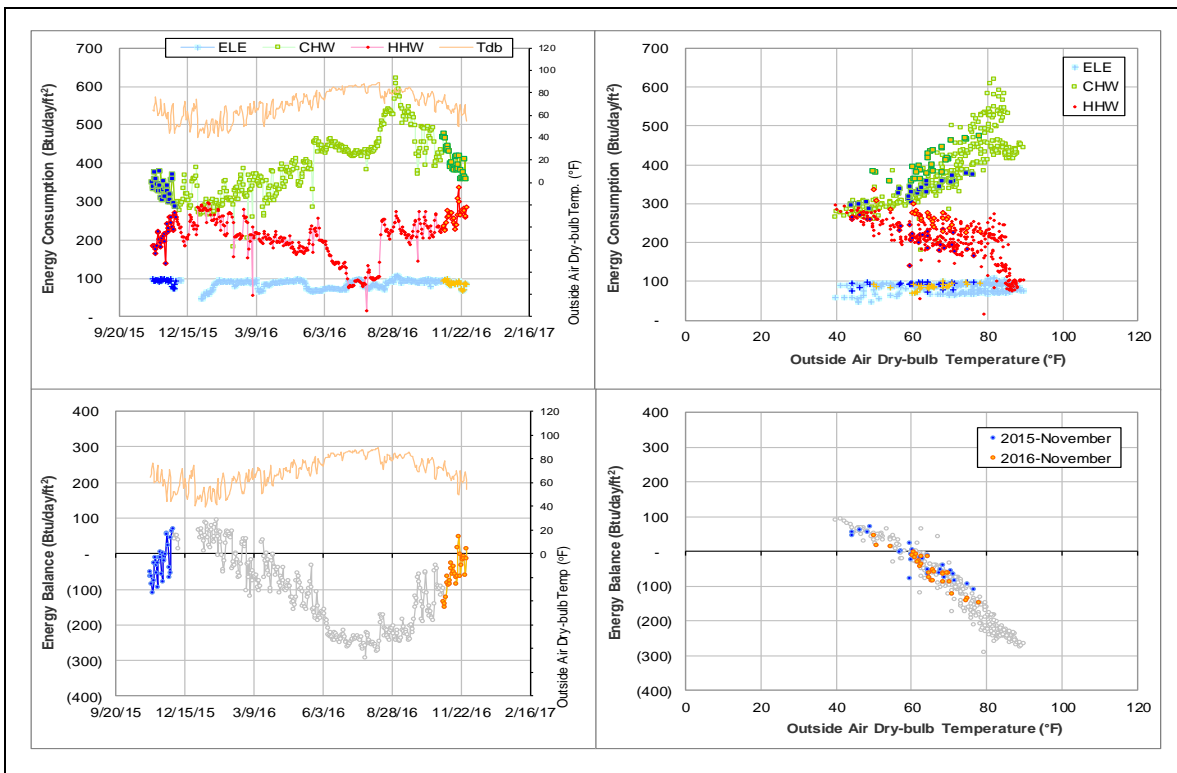 ELE CHW HHW Tdb
Energy Consumption (Btu/day/ft²)
700
600
500
400
300
200
100
-
120
100
80
60
40
20
0
Outside Air Dry-bulb Temp. (°F)
9/20/15 12/15/15 3/9/16 6/3/16 8/28/16 11/22/16 2/16/17
ELE
CHW
HHW
Energy Consumption (Btu/day/ft²)
700
600
500
400
300
200
100
-
20 40 60 80 100 120
Outside Air Dry-bulb Temperature (°F)
Energy Balance (Btu/day/ft²)
400
300
200
100
-
(100)
(200)
(300)
(400)
120
100
80
60
40
20
0
Outside Air Dry-bulb Temp (°F)
9/20/15 12/15/15 3/9/16 6/3/16 8/28/16 11/22/16 2/16/17
2015-November
2016-November
Energy Balance (Btu/day/ft²)
400
300
200
100
-
(100)
(200)
(300)
(400)
20 40 60 80 100 120
Outside Air Dry-bulb Temperature (°F)